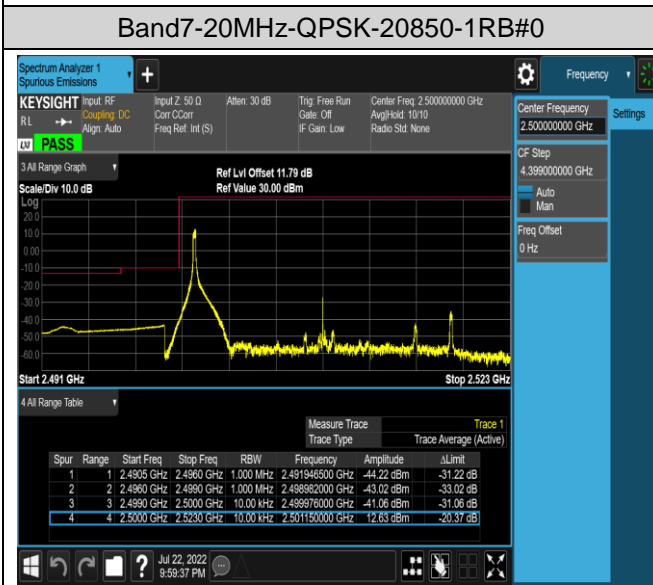 Band7-20MHz-QPSK-20850-1RB#0
Spectrum Analyzer 1
Spurious Emissions
+
Frequency
KEYSIGHT
RL
Input: RF
Coupling: DC
Align: Auto
Input Z: 50 Ω
Corr CCorr
Freq Ref: Int (S)
Atten: 30 dB
Trig: Free Run
Gate: Off
IF Gain: Low
Center Freq: 2.500000000 GHz
Avg|Hold: 10/10
Radio Std: None
LXI PASS
Center Frequency
2.500000000 GHz
Settings
CF Step
4.399000000 GHz
Auto
Man
Freq Offset
0 Hz
3 All Range Graph
Scale/Div 10.0 dB
Ref Lvl Offset 11.79 dB
Ref Value 30.00 dBm
Log
20.0
10.0
0.00
-10.0
-20.0
-30.0
-40.0
-50.0
-60.0
Start 2.491 GHz
Stop 2.523 GHz
4 All Range Table
Measure Trace Trace 1
Trace Type Trace Average (Active)
Spur Range Start Freq Stop Freq RBW Frequency Amplitude ΔLimit
1 1 2.4905 GHz 2.4960 GHz 1.000 MHz 2.491946500 GHz -44.22 dBm -31.22 dB
2 2 2.4960 GHz 2.4990 GHz 1.000 MHz 2.498982000 GHz -43.02 dBm -33.02 dB
3 3 2.4990 GHz 2.5000 GHz 10.00 kHz 2.499976000 GHz -41.06 dBm -31.06 dB
4 4 2.5000 GHz 2.5230 GHz 10.00 kHz 2.501150000 GHz 12.63 dBm -20.37 dB
?
Jul 22, 2022
9:59:37 PM